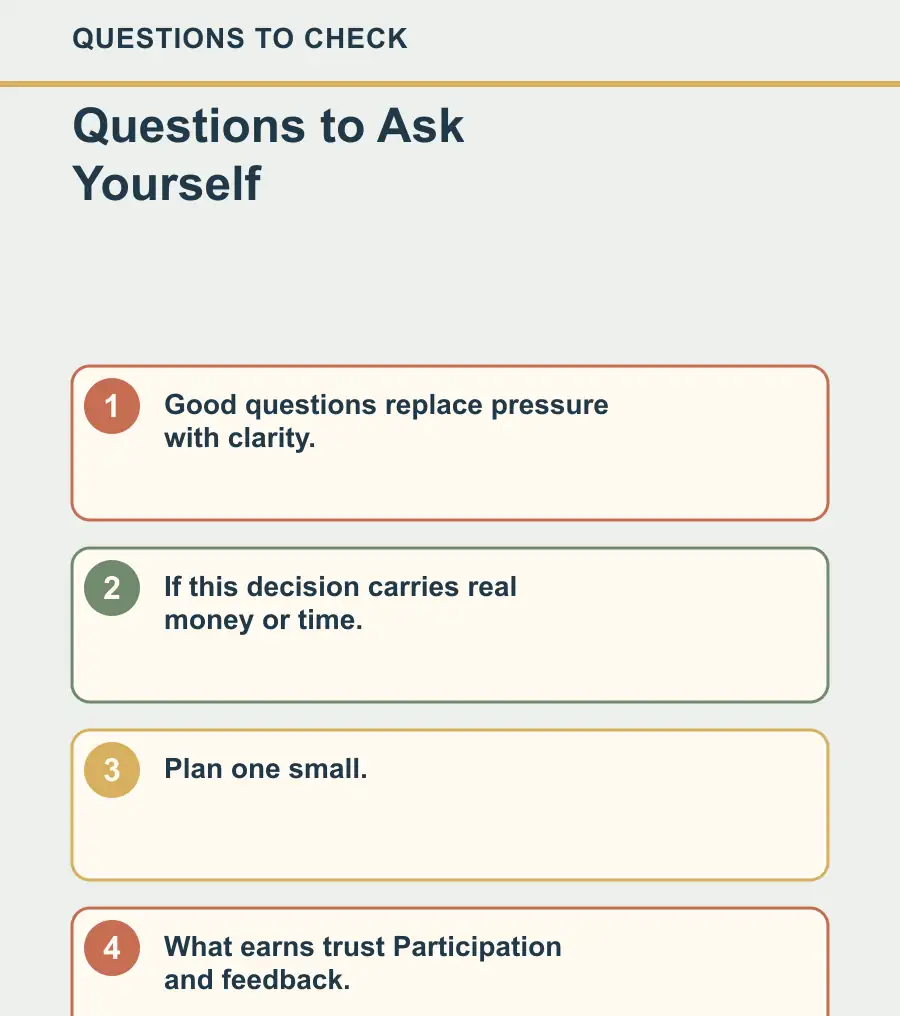 QUESTIONS TO CHECK
Questions to Ask
Yourself
1
Good questions replace pressure
with clarity.
2
If this decision carries real
money or time.
3
Plan one small.
4
What earns trust Participation
and feedback.